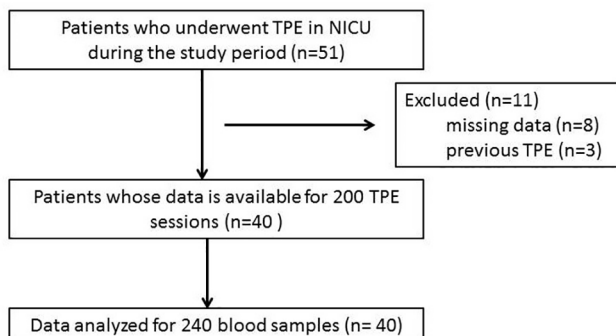 Patients who underwent TPE in NICU
during the study period (n=51)
Excluded (n=11)
missing data (n=8)
previous TPE (n=3)
Patients whose data is available for 200 TPE
sessions (n=40 )
Data analyzed for 240 blood samples (n= 40)